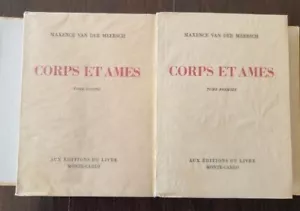 MAXENCE VAN DER MEERSCH
CORPS ET AMES
AUX EDITIONS DU LIVRE
MONTE-CARLO
MAXENCE VAN DER MEERSCH
CORPS ET AMES
AUX EDITIONS DU LIVRE
MONTE-CARLO